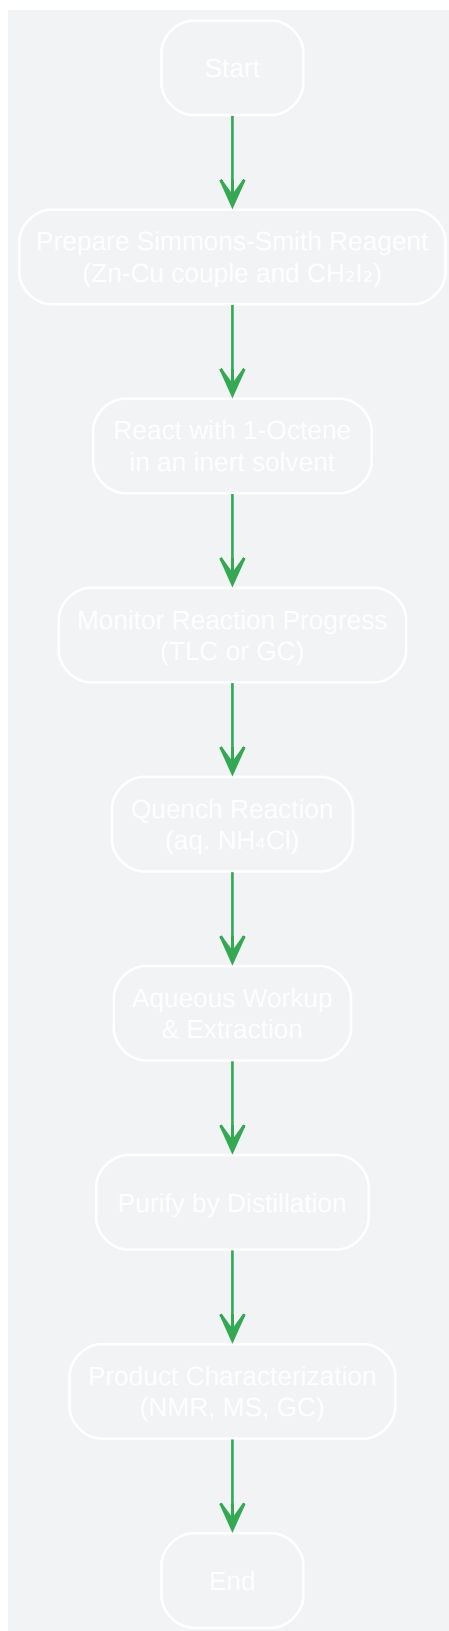 Start
Prepare Simmons-Smith Reagent
(Zn-Cu couple and CH₂I₂)
React with 1-Octene
in an inert solvent
Monitor Reaction Progress
(TLC or GC)
Quench Reaction
(aq. NH₄Cl)
Aqueous Workup
& Extraction
Purify by Distillation
Product Characterization
(NMR, MS, GC)
End